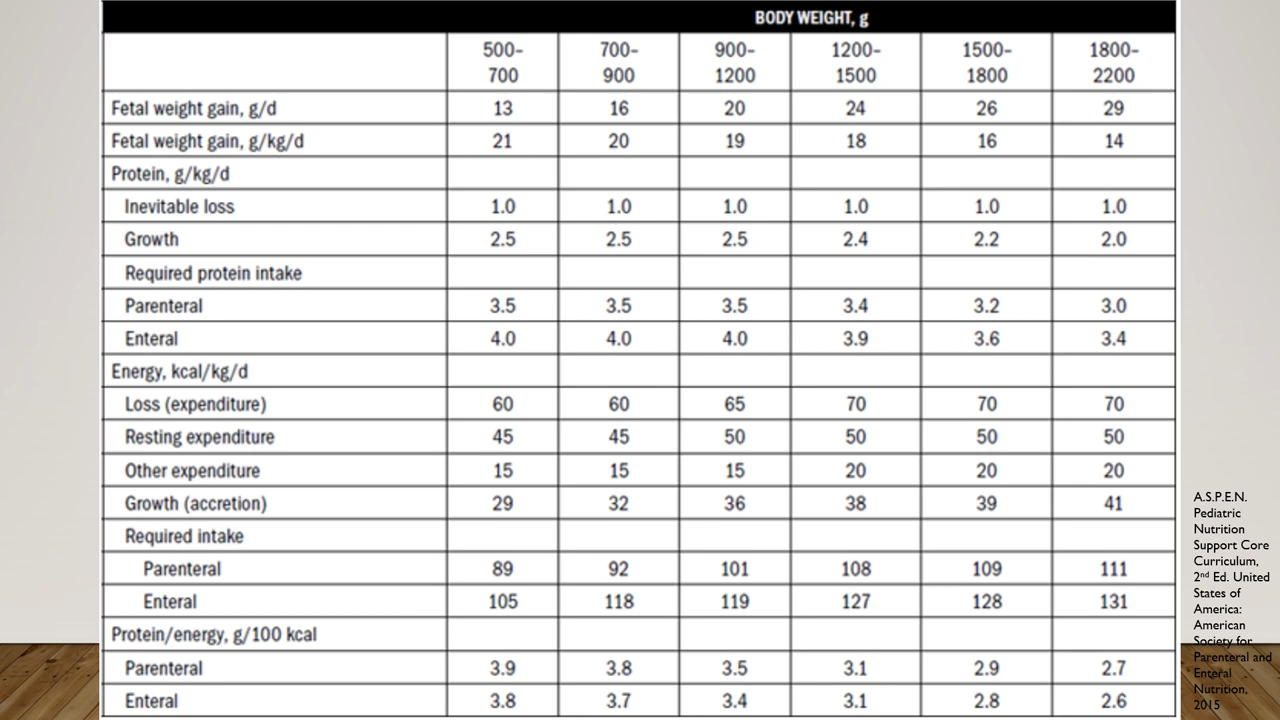 BODY WEIGHT, g
500– 700– 900– 1200– 1500– 1800–
700 900 1200 1500 1800 2200
Fetal weight gain, g/d 13 16 20 24 26 29
Fetal weight gain, g/kg/d 21 20 19 18 16 14
Protein, g/kg/d
Inevitable loss 1.0 1.0 1.0 1.0 1.0 1.0
Growth 2.5 2.5 2.5 2.4 2.2 2.0
Required protein intake
Parenteral 3.5 3.5 3.5 3.4 3.2 3.0
Enteral 4.0 4.0 4.0 3.9 3.6 3.4
Energy, kcal/kg/d
Loss (expenditure) 60 60 65 70 70 70
Resting expenditure 45 45 50 50 50 50
Other expenditure 15 15 15 20 20 20
Growth (accretion) 29 32 36 38 39 41
Required intake
Parenteral 89 92 101 108 109 111
Enteral 105 118 119 127 128 131
Protein/energy, g/100 kcal
Parenteral 3.9 3.8 3.5 3.1 2.9 2.7
Enteral 3.8 3.7 3.4 3.1 2.8 2.6
A.S.P.E.N.
Pediatric
Nutrition
Support Core
Curriculum,
2nd Ed. United
States of
America:
American
Society for
Parenteral and
Enteral
Nutrition,
2015